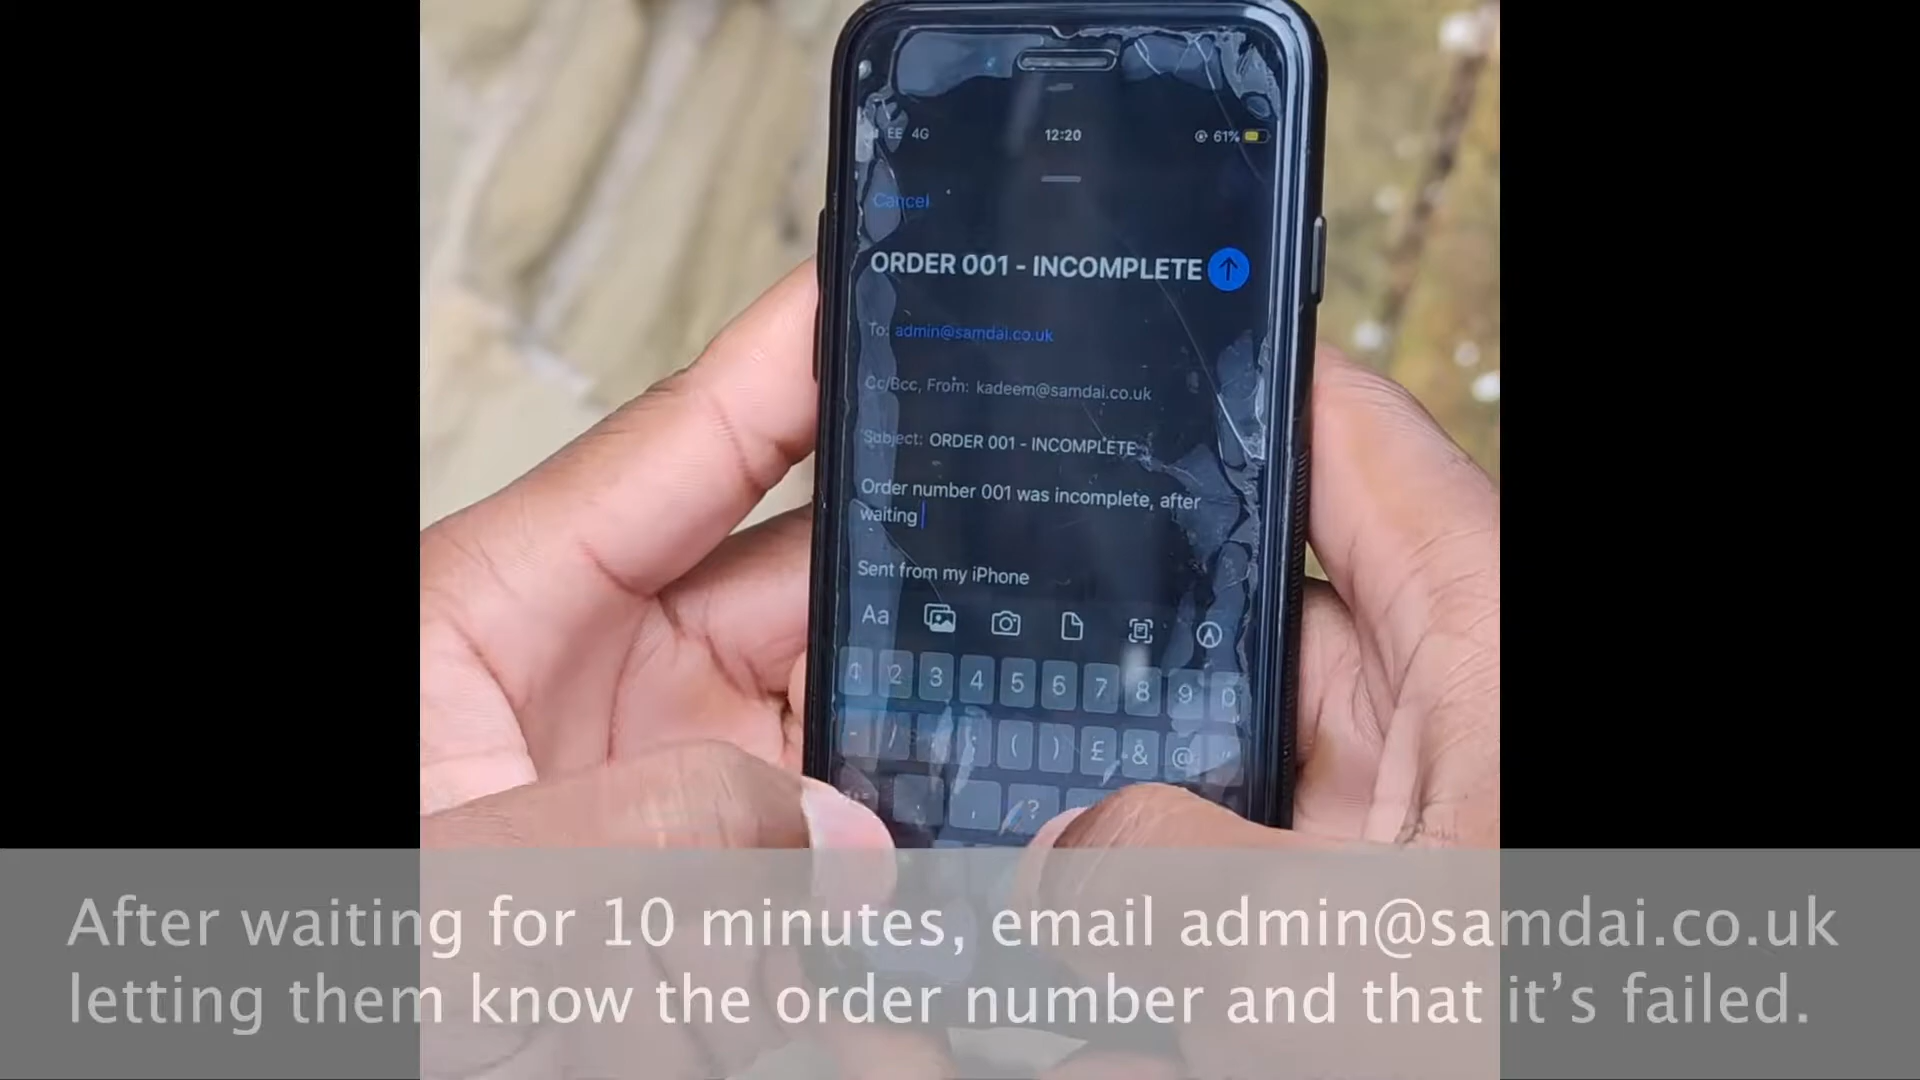 EE 4G 12:20 61%
Cancel
ORDER 001 - INCOMPLETE
To: admin@samdai.co.uk
Cc/Bcc, From: kadeem@samdai.co.uk
Subject: ORDER 001 - INCOMPLETE
Order number 001 was incomplete, after
waiting
Sent from my iPhone
Aa
1 2 3 4 5 6 7 8 9 0
- / : ; ( ) £ & @ "
. , ?
After waiting for 10 minutes, email admin@samdai.co.uk
letting them know the order number and that it’s failed.